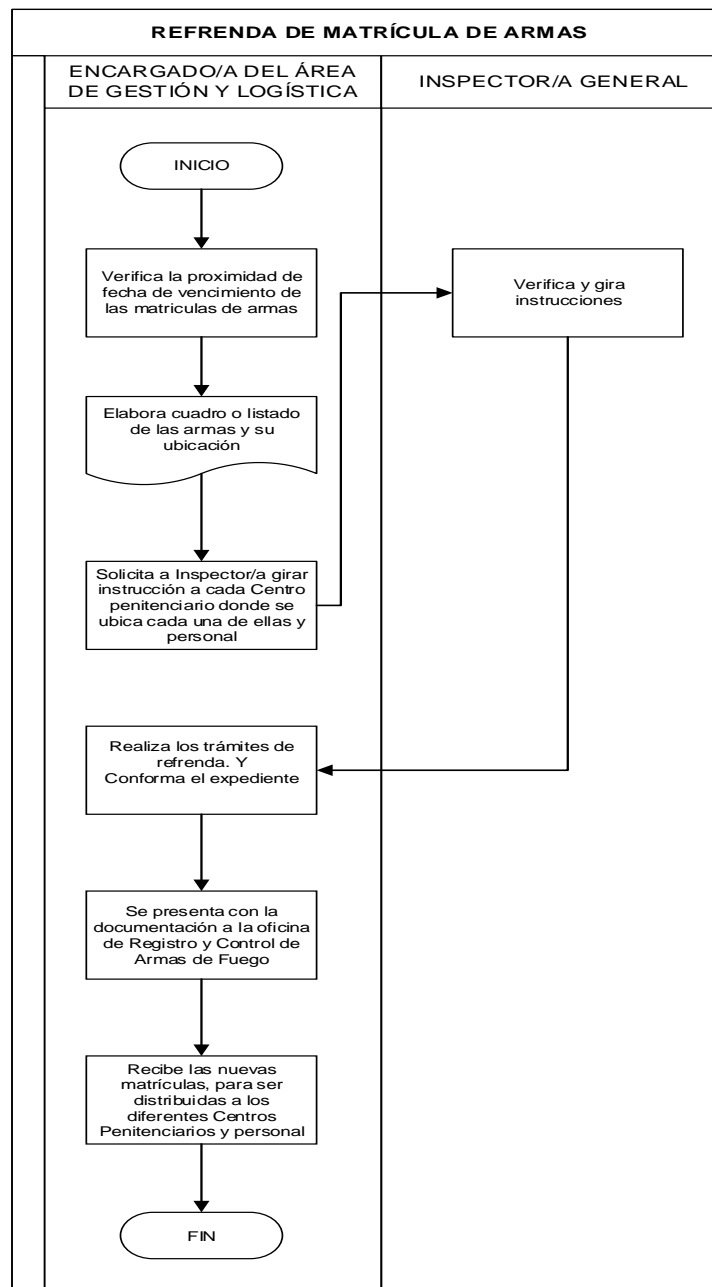 REFRENDA DE MATRÍCULA DE ARMAS
ENCARGADO/A DEL ÁREA
DE GESTIÓN Y LOGÍSTICA
INSPECTOR/A GENERAL
INICIO
Verifica la proximidad de
fecha de vencimiento de
las matriculas de armas
Verifica y gira
instrucciones
Elabora cuadro o listado
de las armas y su
ubicación
Solicita a Inspector/a girar
instrucción a cada Centro
penitenciario donde se
ubica cada una de ellas y
personal
Realiza los trámites de
refrenda. Y
Conforma el expediente
Se presenta con la
documentación a la oficina
de Registro y Control de
Armas de Fuego
Recibe las nuevas
matrículas, para ser
distribuidas a los
diferentes Centros
Penitenciarios y personal
FIN